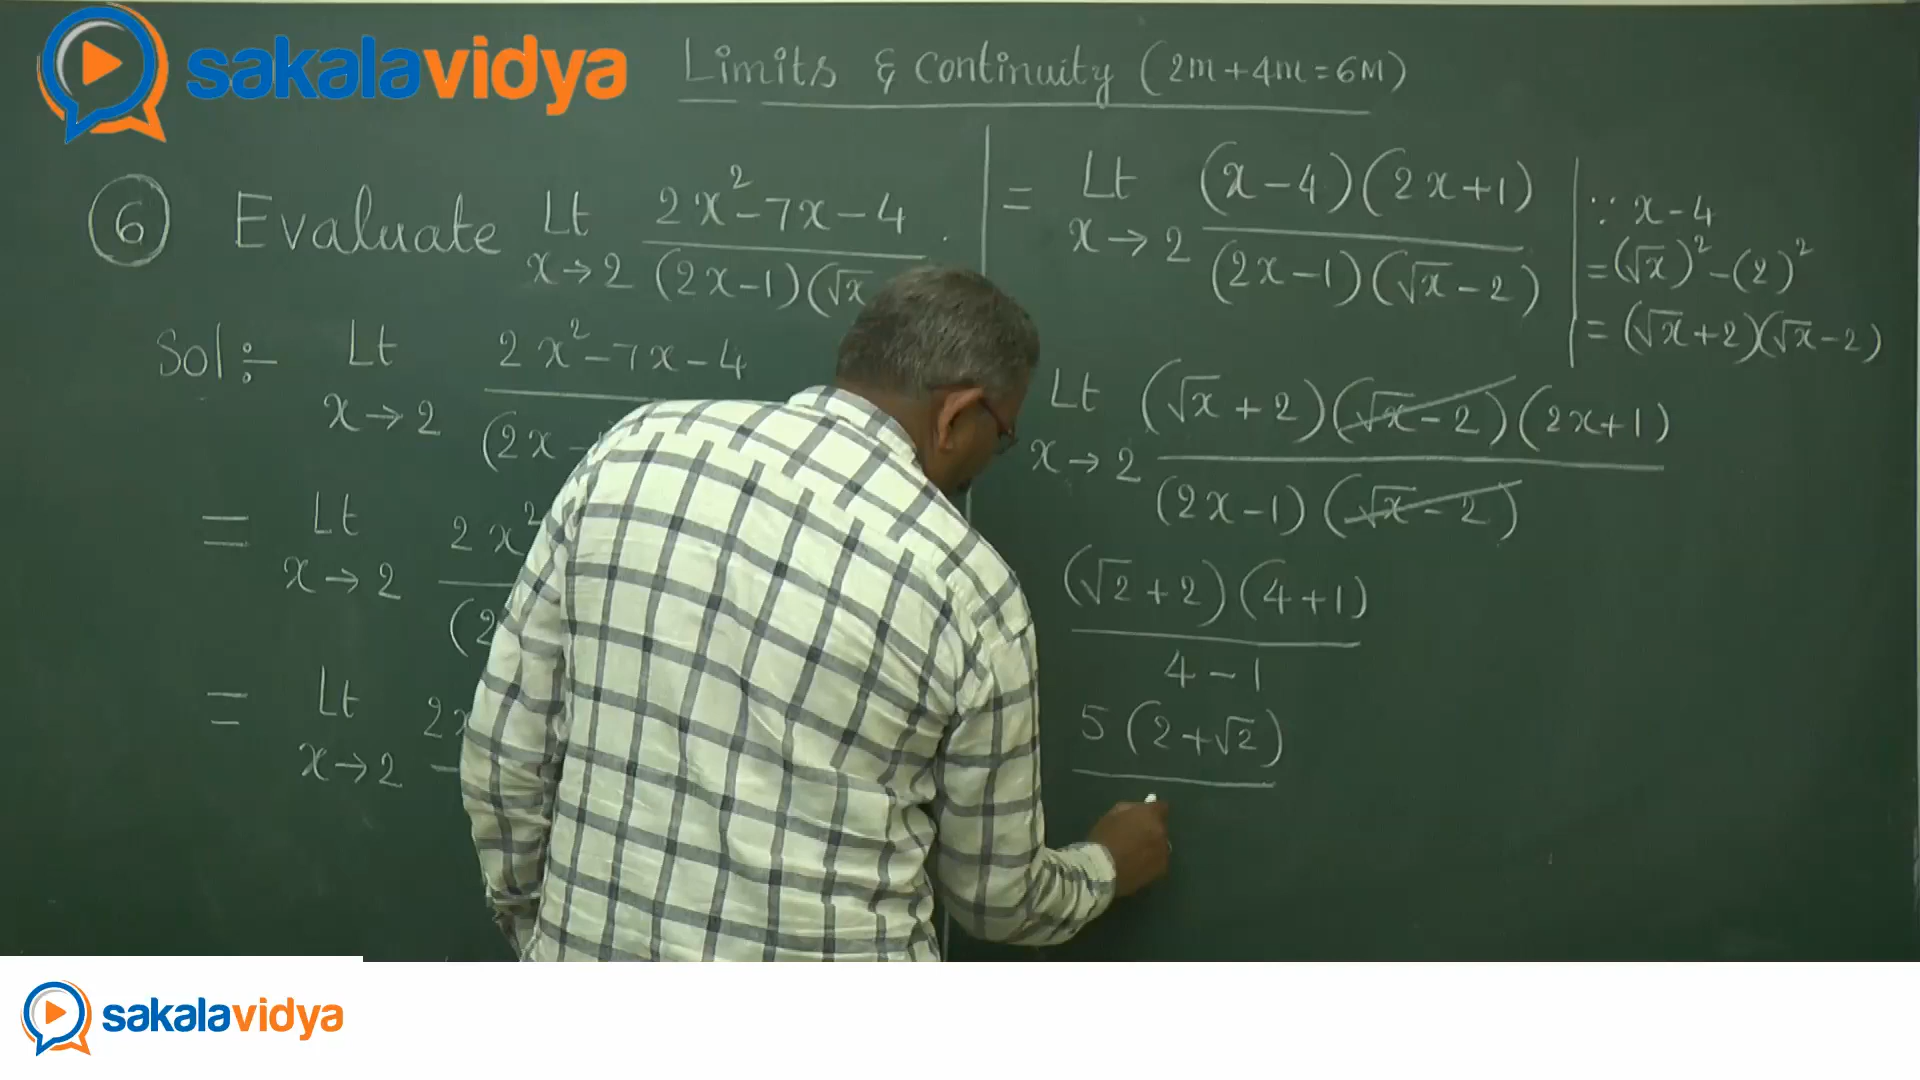 sakalavidya
Limits & continuity (2m+4m=6M)
6 Evaluate Lt x→2 2x²-7x-4 / (2x-1)(√x
Sol:- Lt x→2 2x²-7x-4 / (2x-
= Lt x→2 2x² / (2
= Lt x→2 2x
= Lt x→2 (x-4)(2x+1) / (2x-1)(√x-2)
∵ x-4
=(√x)²-(2)²
=(√x+2)(√x-2)
Lt x→2 (√x+2)(√x-2)(2x+1) / (2x-1)(√x-2)
(√2+2)(4+1) / 4-1
5(2+√2)
sakalavidya